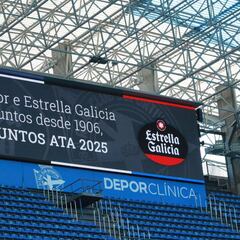 or e Estrella Galicia
untos desde 1906,
UNTOS ATA 2025
Estrella
Galicia
DEPORCLÍNICA